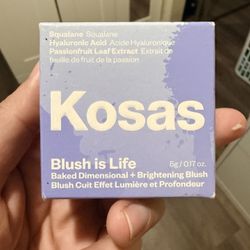 Squalane Squalane
Hyaluronic Acid Acide Hyaluronique
Passionfruit Leaf Extract Extrait de
feuille de fruit de la passion
Kosas
Blush is Life 5g / 0.17 oz.
Baked Dimensional + Brightening Blush
Blush Cuit Effet Lumière et Profondeur